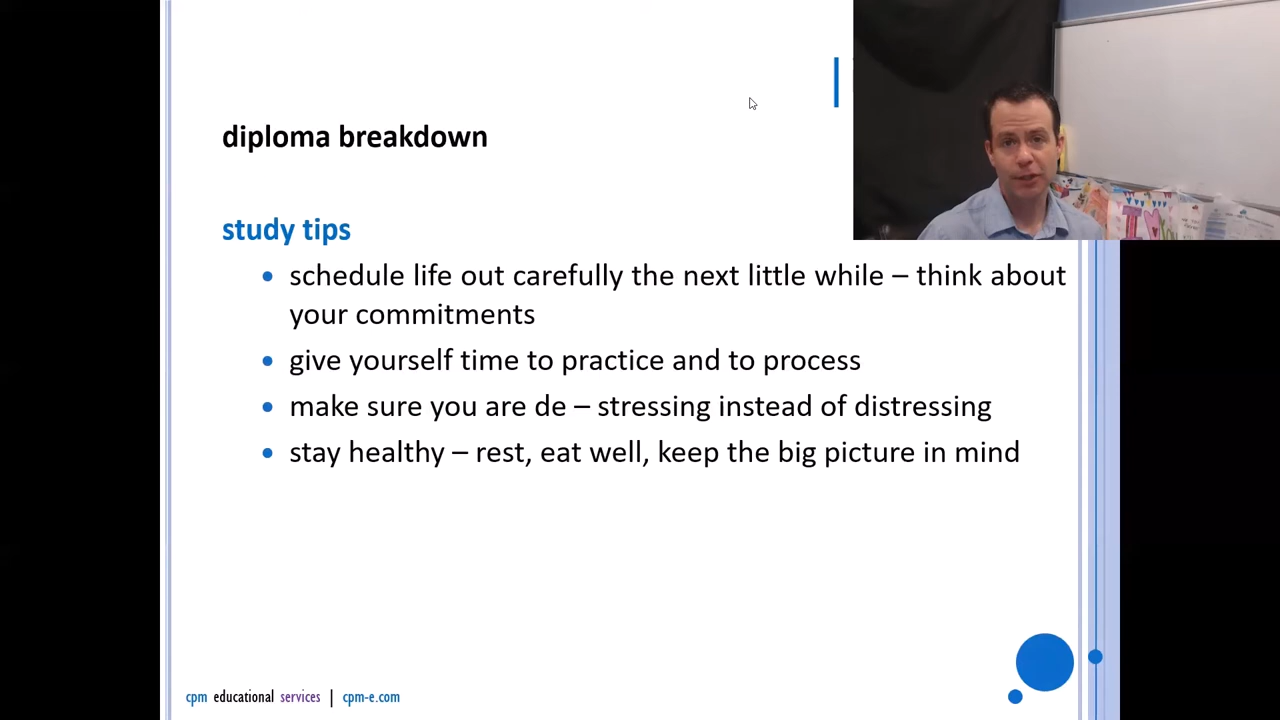 diploma breakdown
study tips
schedule life out carefully the next little while – think about
your commitments
give yourself time to practice and to process
make sure you are de – stressing instead of distressing
stay healthy – rest, eat well, keep the big picture in mind
cpm educational services | cpm-e.com